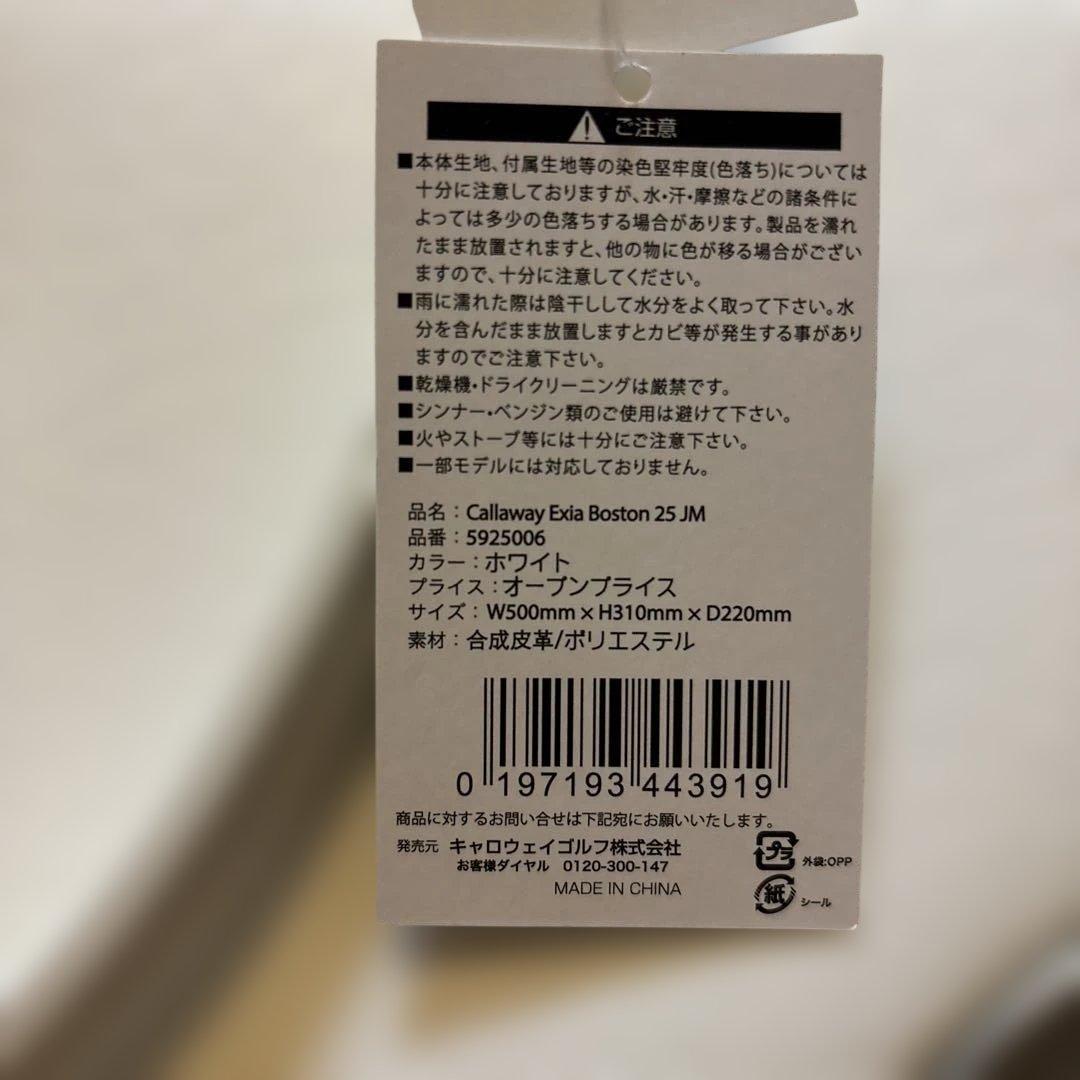 ご注意
■本体生地、付属生地等の染色堅牢度(色落ち)については
十分に注意しておりますが、水・汗・摩擦などの諸条件に
よっては多少の色落ちする場合があります。製品を濡れ
たまま放置されますと、他の物に色が移る場合がござい
ますので、十分に注意してください。
■雨に濡れた際は陰干しして水分をよく取って下さい。水
分を含んだまま放置しますとカビ等が発生する事があり
ますのでご注意下さい。
■乾燥機・ドライクリーニングは厳禁です。
■シンナー・ベンジン類のご使用は避けて下さい。
■火やストーブ等には十分にご注意下さい。
■一部モデルには対応しておりません。
品名：Callaway Exia Boston 25 JM
品番：5925006
カラー：ホワイト
プライス：オープンプライス
サイズ：W500mm×H310mm×D220mm
素材：合成皮革/ポリエステル
0 197193 443919
商品に対するお問い合せは下記宛にお願いいたします。
発売元 キャロウェイゴルフ株式会社
お客様ダイヤル 0120-300-147
MADE IN CHINA
プラ 外袋:OPP
紙 シール